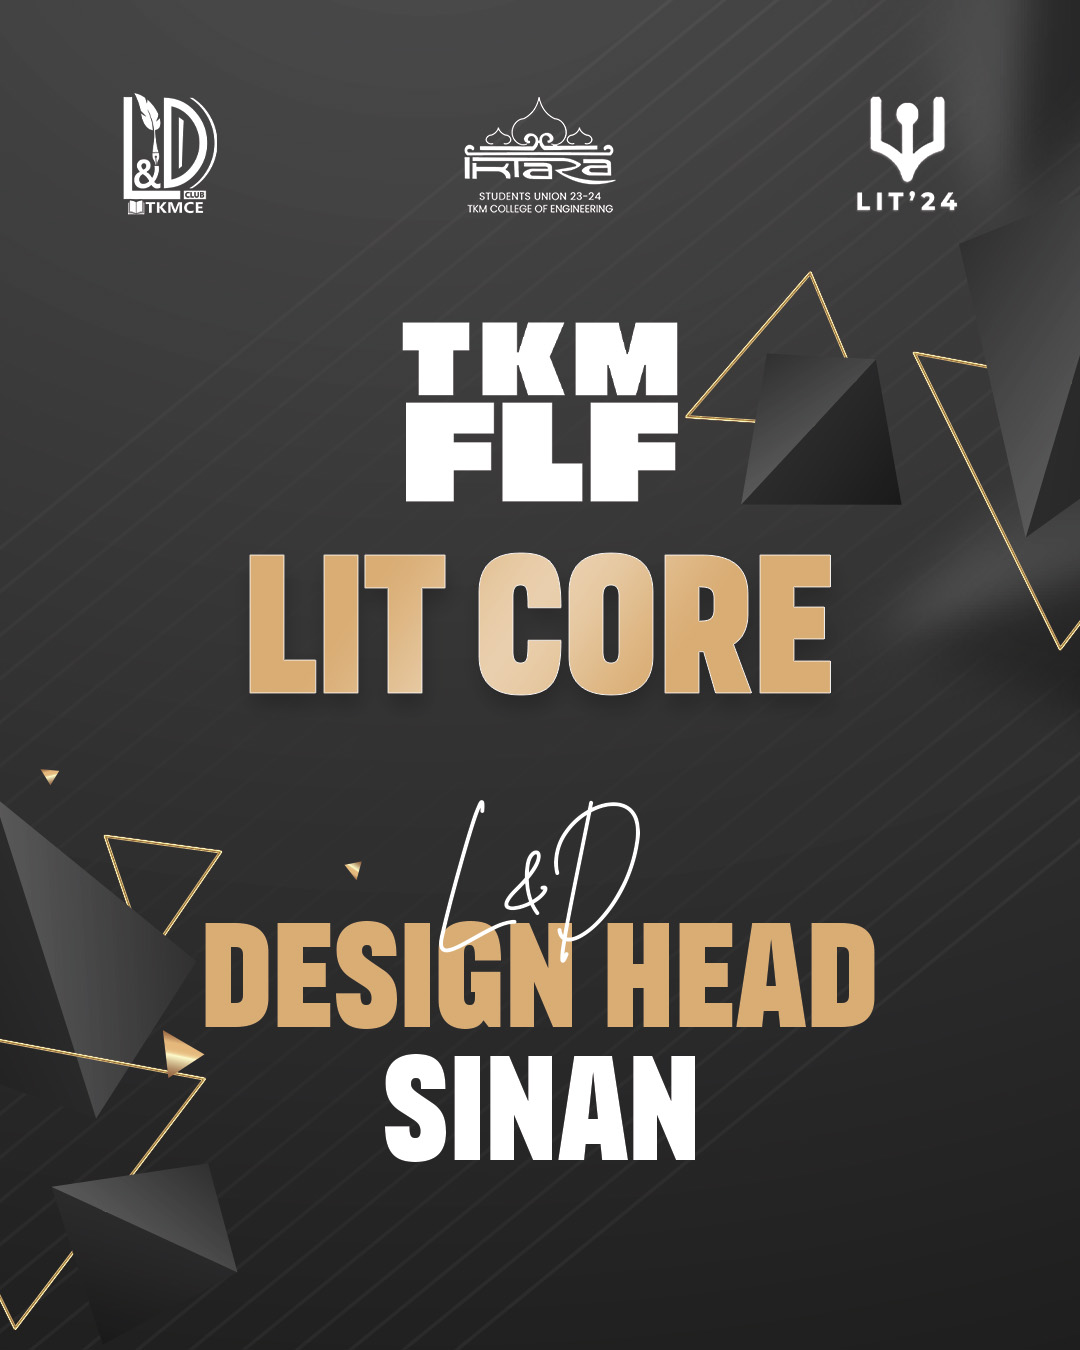 L&D
CLUB
TKMCE
IKTARA
STUDENTS UNION 23-24
TKM COLLEGE OF ENGINEERING
LIT'24
TKM
FLF
LIT CORE
L&D
DESIGN HEAD
SINAN